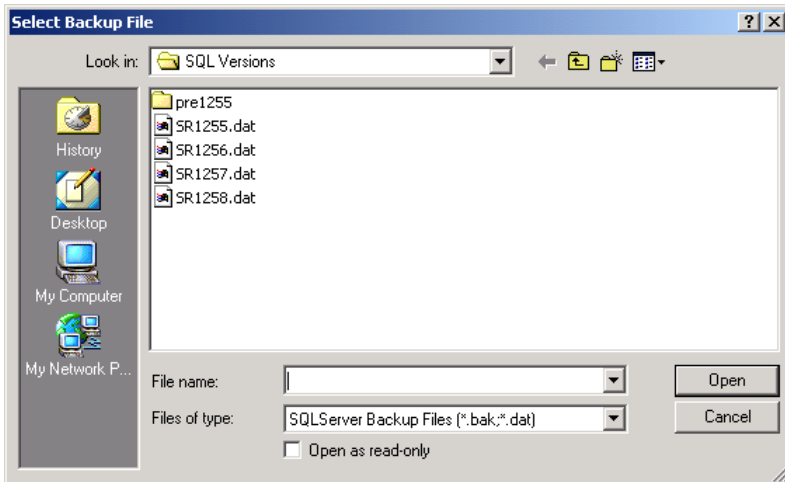 Select Backup File
Look in: SQL Versions
History
Desktop
My Computer
My Network P...
pre1255
SR1255.dat
SR1256.dat
SR1257.dat
SR1258.dat
File name:
Open
Files of type: SQLServer Backup Files (*.bak;*.dat)
Cancel
Open as read-only